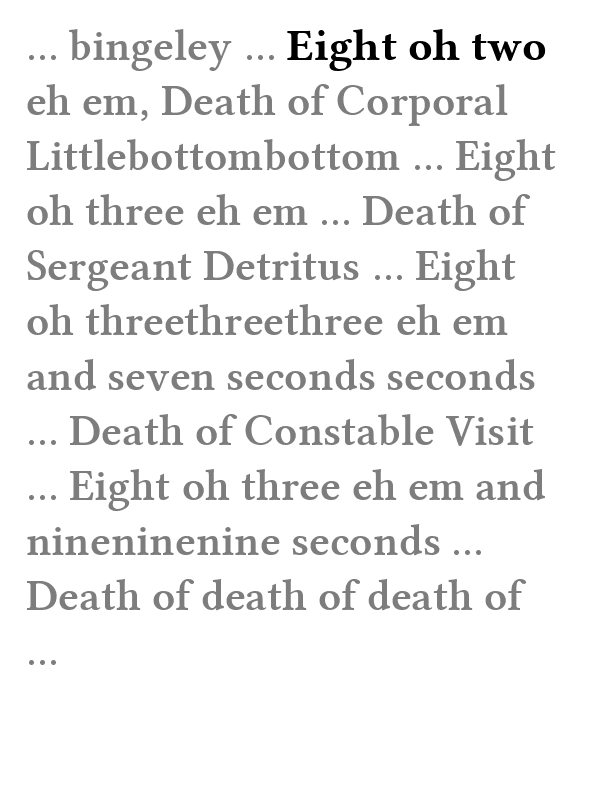 ... bingeley ... Eight oh two
eh em, Death of Corporal
Littlebottombottom ... Eight
oh three eh em ... Death of
Sergeant Detritus ... Eight
oh threethreethree eh em
and seven seconds seconds
... Death of Constable Visit
... Eight oh three eh em and
nineninenine seconds ...
Death of death of death of
...